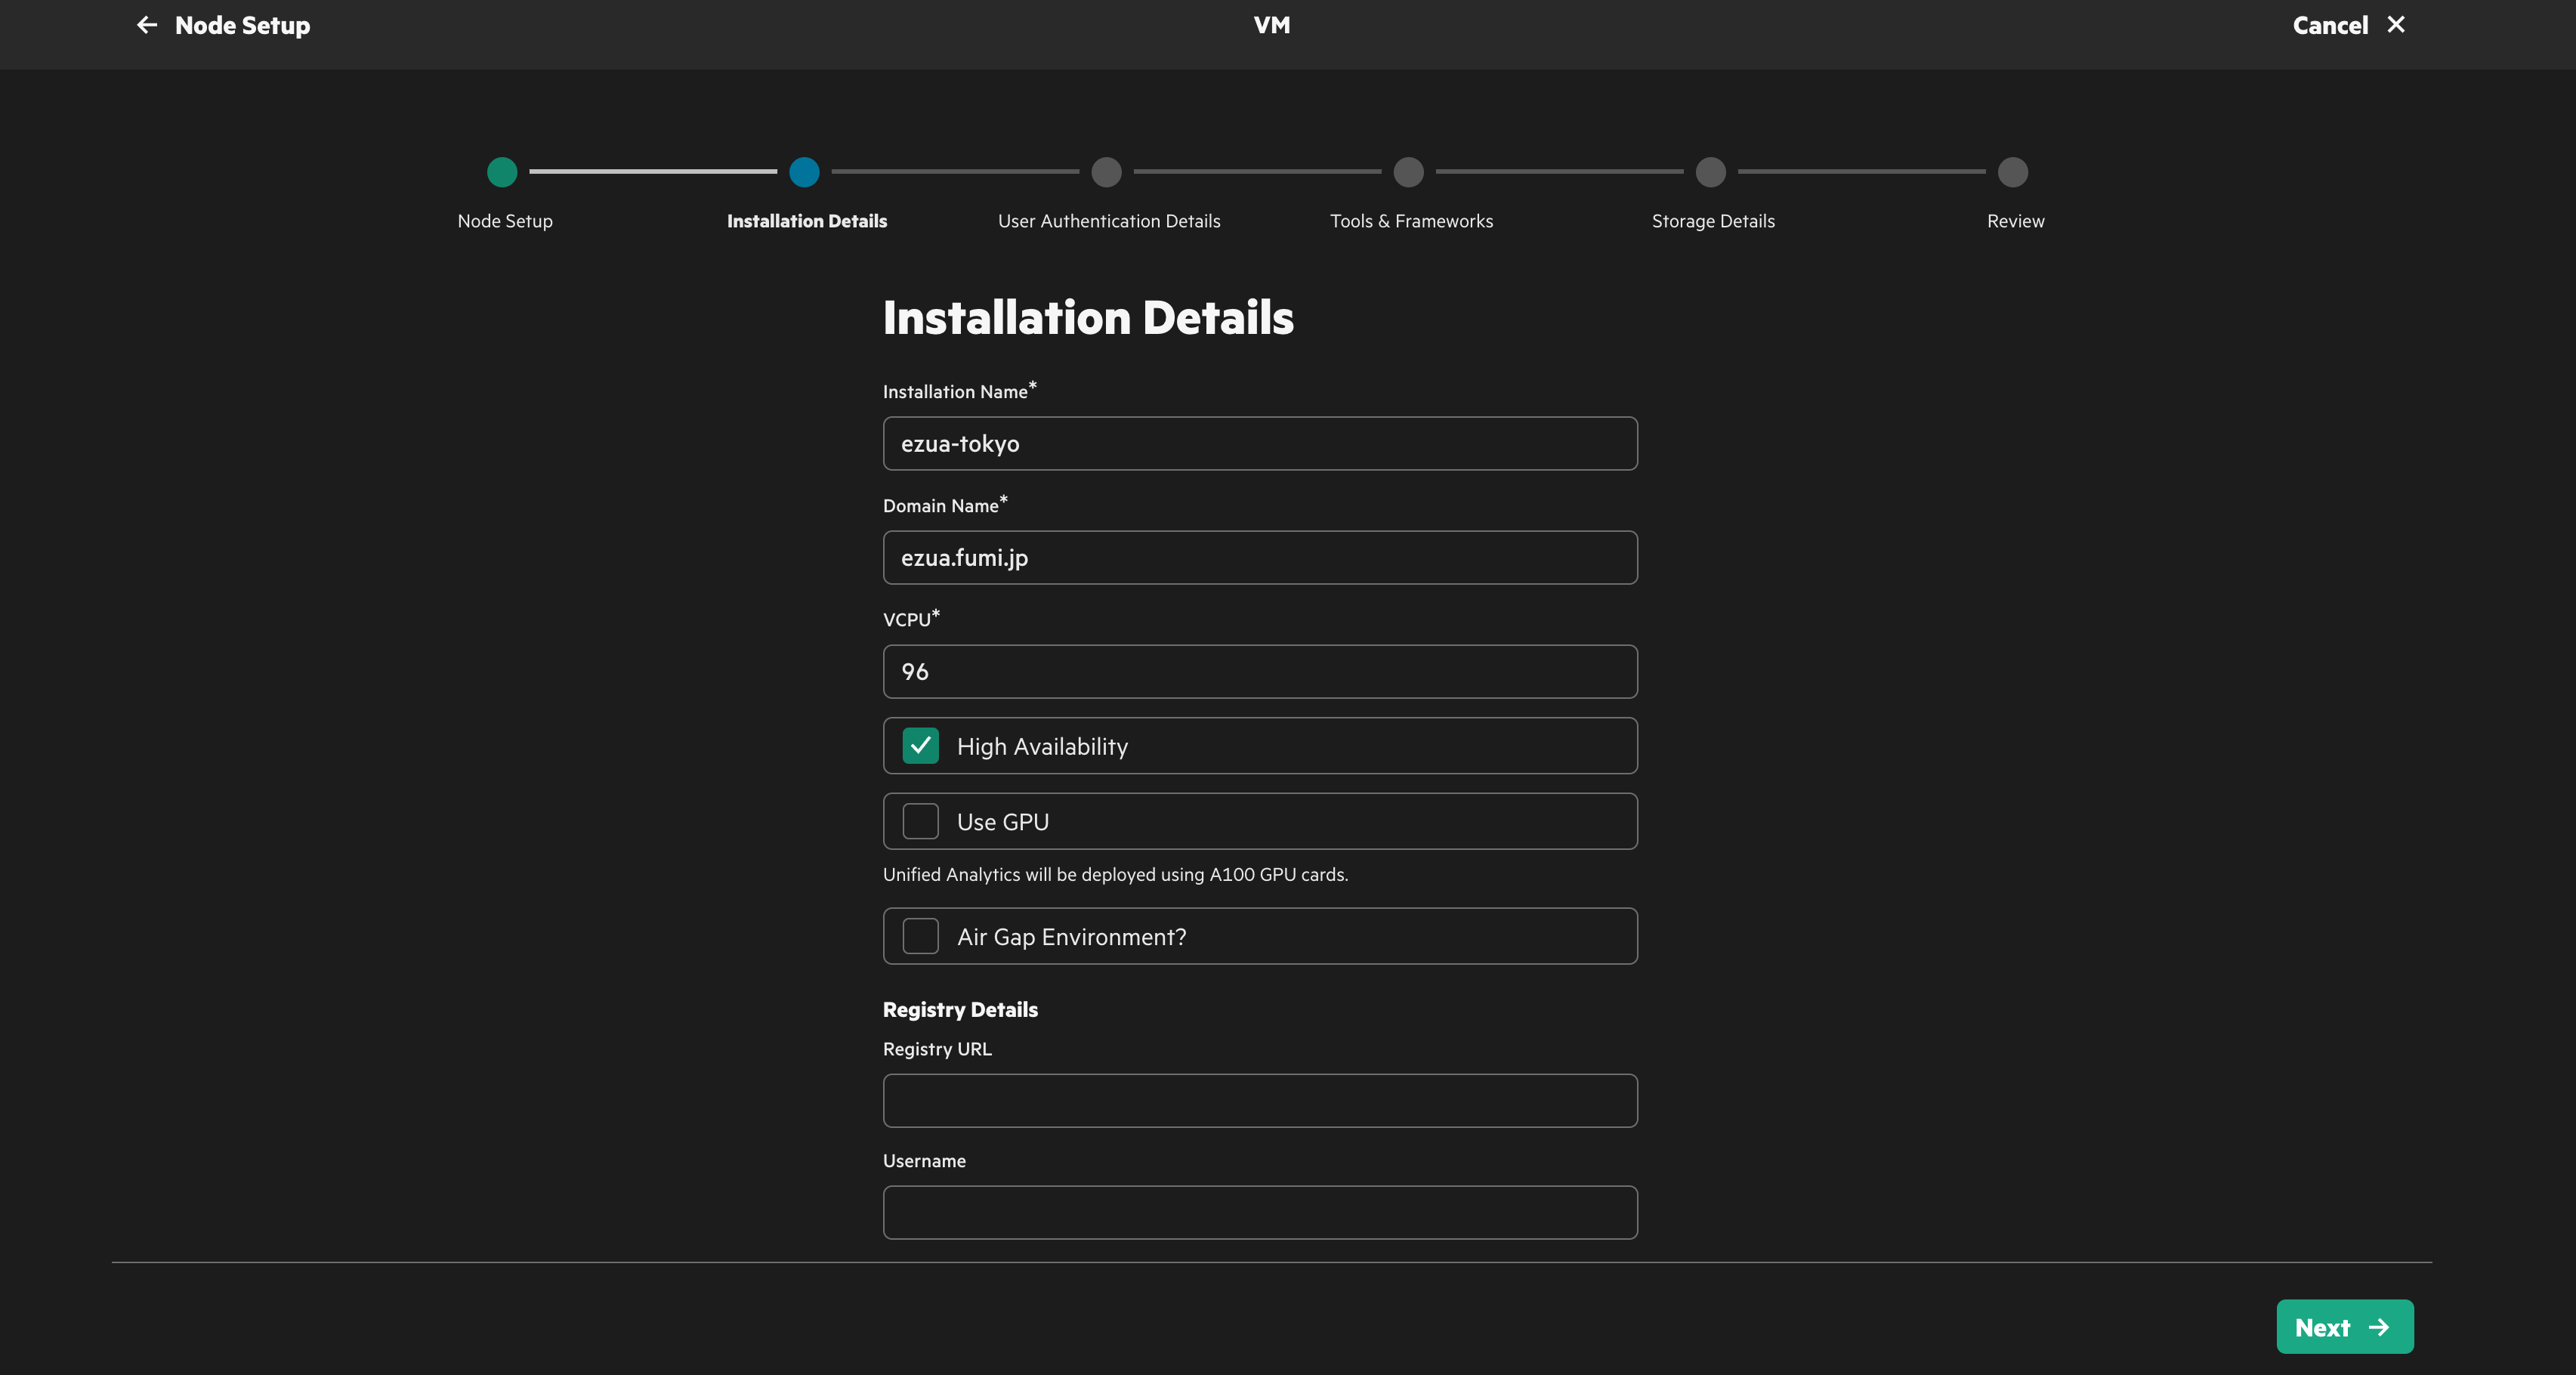 Node Setup
VM
Cancel
Node Setup
Installation Details
User Authentication Details
Tools & Frameworks
Storage Details
Review
Installation Details
Installation Name*
ezua-tokyo
Domain Name*
ezua.fumi.jp
VCPU*
96
High Availability
Use GPU
Unified Analytics will be deployed using A100 GPU cards.
Air Gap Environment?
Registry Details
Registry URL
Username
Next